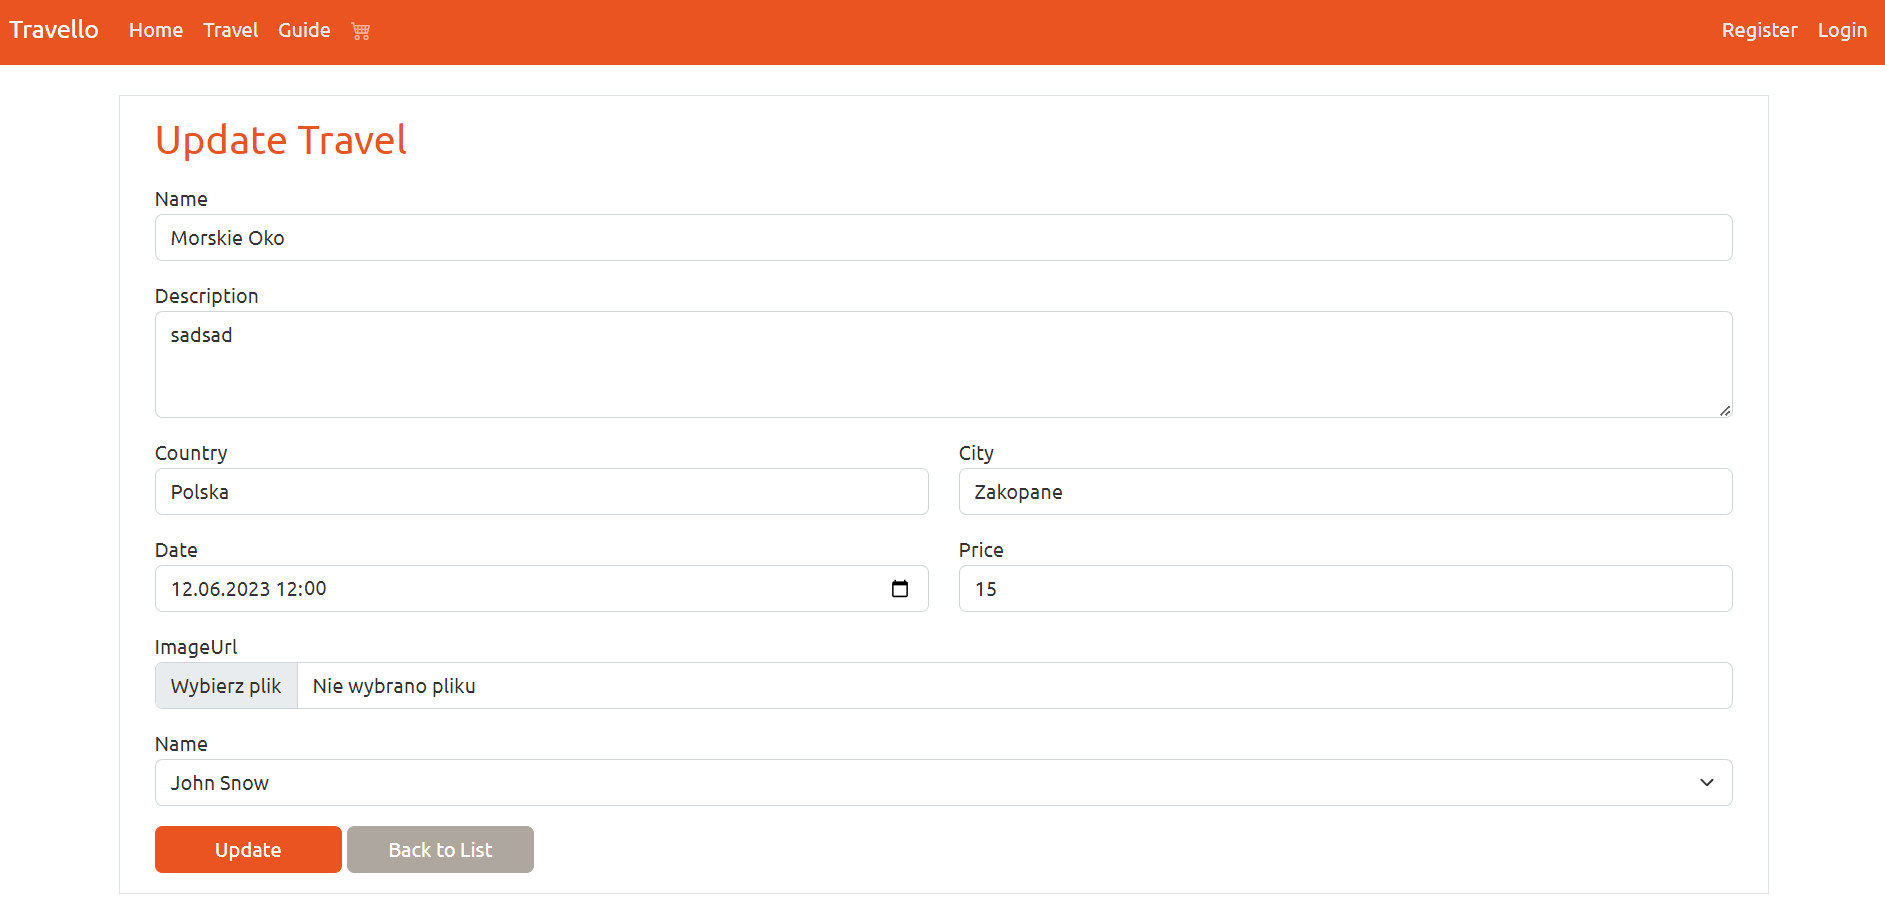 Travello Home Travel Guide Register Login
Update Travel
Name
Morskie Oko
Description
sadsad
Country City
Polska Zakopane
Date Price
12.06.2023 12:00 15
ImageUrl
Wybierz plik Nie wybrano pliku
Name
John Snow
Update Back to List